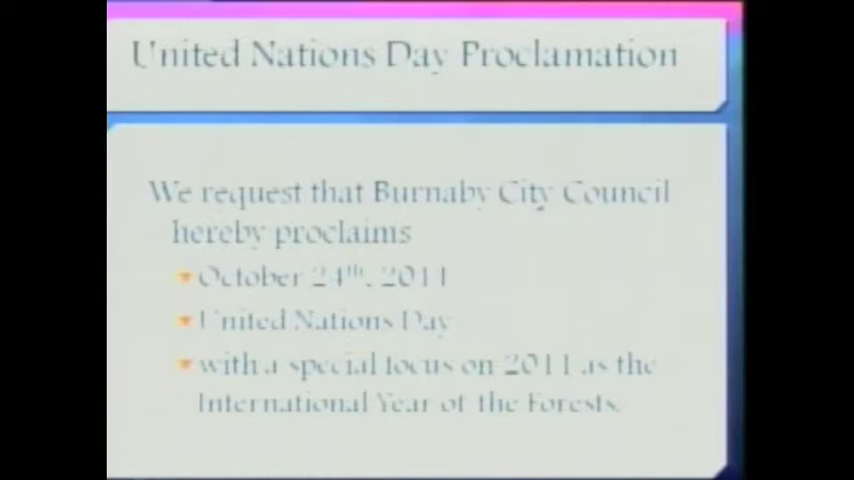 United Nations Day Proclamation
We request that Burnaby City Council
hereby proclaims
October 24th, 2011
United Nations Day
with a special focus on 2011 as the
International Year of the Forests.